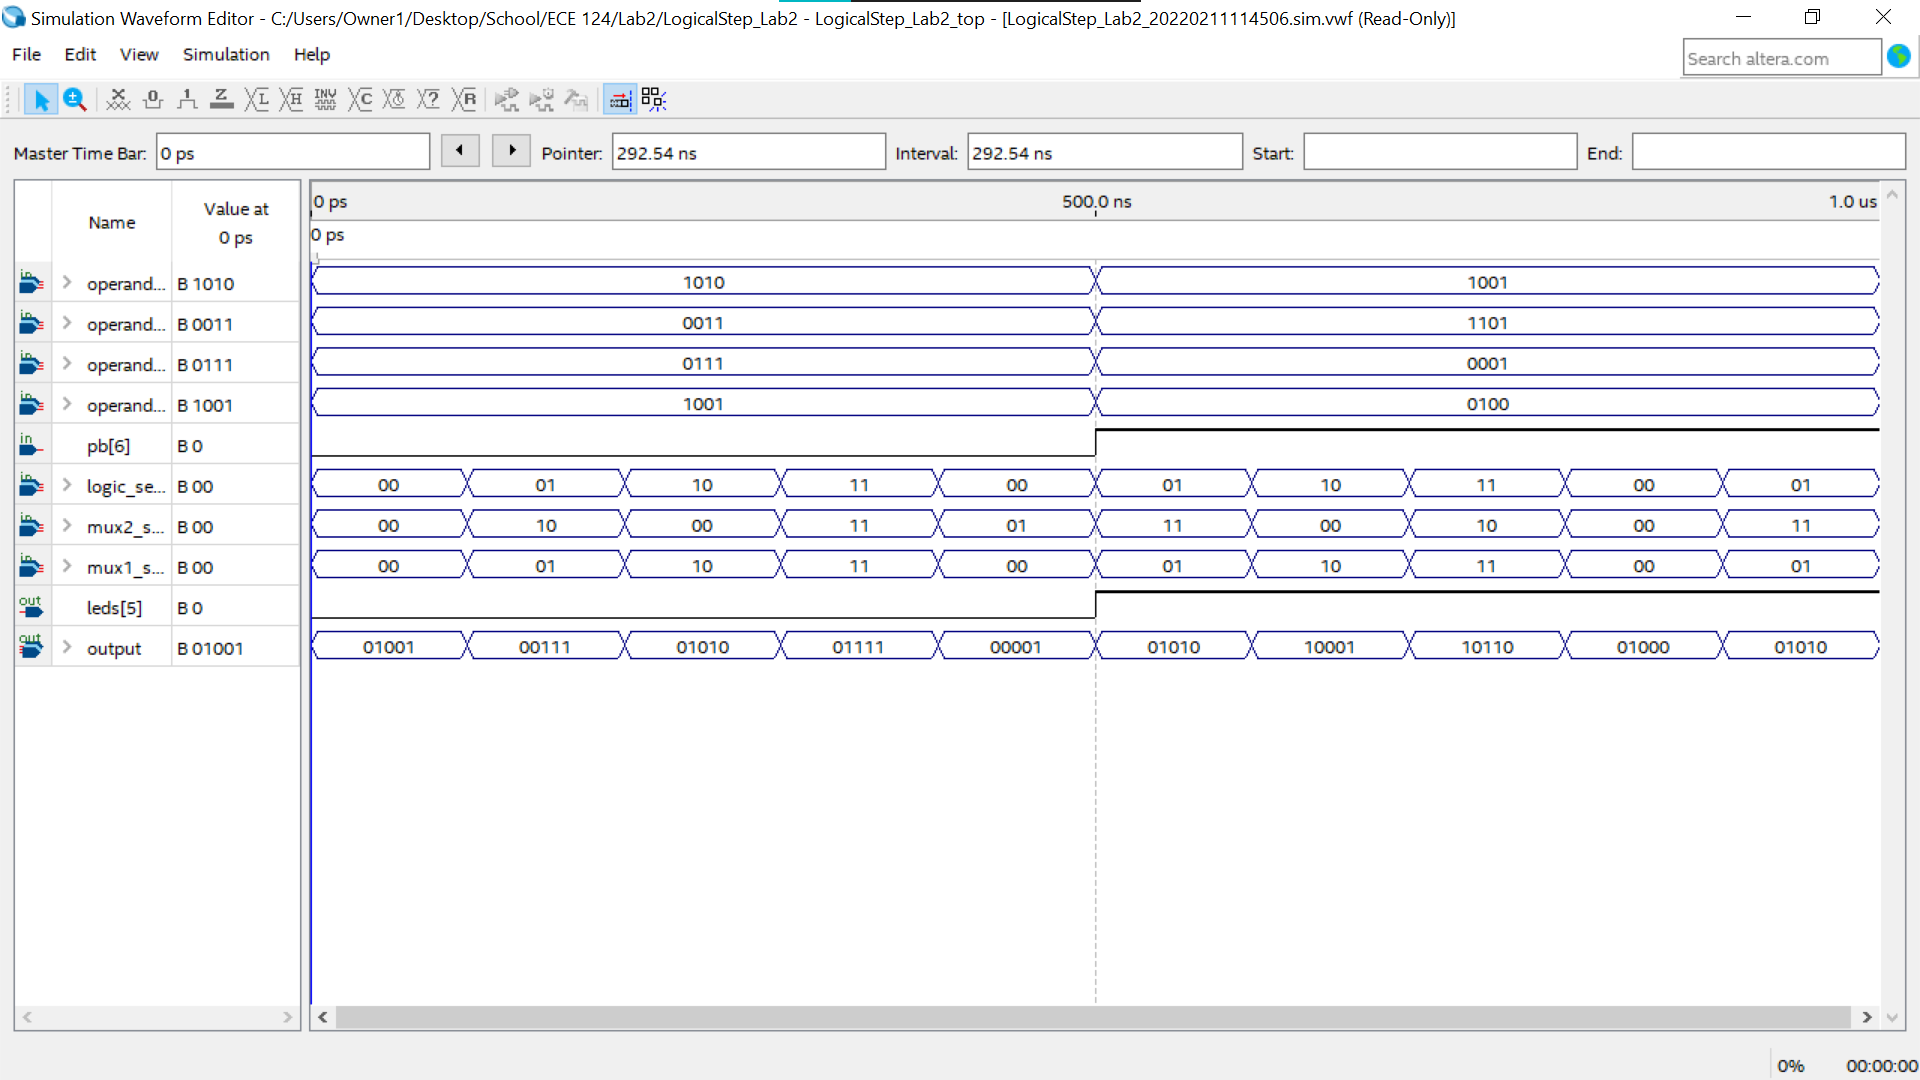 Simulation Waveform Editor - C:/Users/Owner1/Desktop/School/ECE 124/Lab2/LogicalStep_Lab2 - LogicalStep_Lab2_top - [LogicalStep_Lab2_20220211114506.sim.vwf (Read-Only)]
File Edit View Simulation Help
Search altera.com
Master Time Bar: 0 ps Pointer: 292.54 ns Interval: 292.54 ns Start: End:
Name Value at 0 ps
0 ps 500.0 ns 1.0 us
0 ps
in operand... B 1010 1010 1001
in operand... B 0011 0011 1101
in operand... B 0111 0111 0001
in operand... B 1001 1001 0100
in pb[6] B 0
in logic_se... B 00 00 01 10 11 00 01 10 11 00 01
in mux2_s... B 00 00 10 00 11 01 11 00 10 00 11
in mux1_s... B 00 00 01 10 11 00 01 10 11 00 01
out leds[5] B 0
out output B 01001 01001 00111 01010 01111 00001 01010 10001 10110 01000 01010
0% 00:00:00